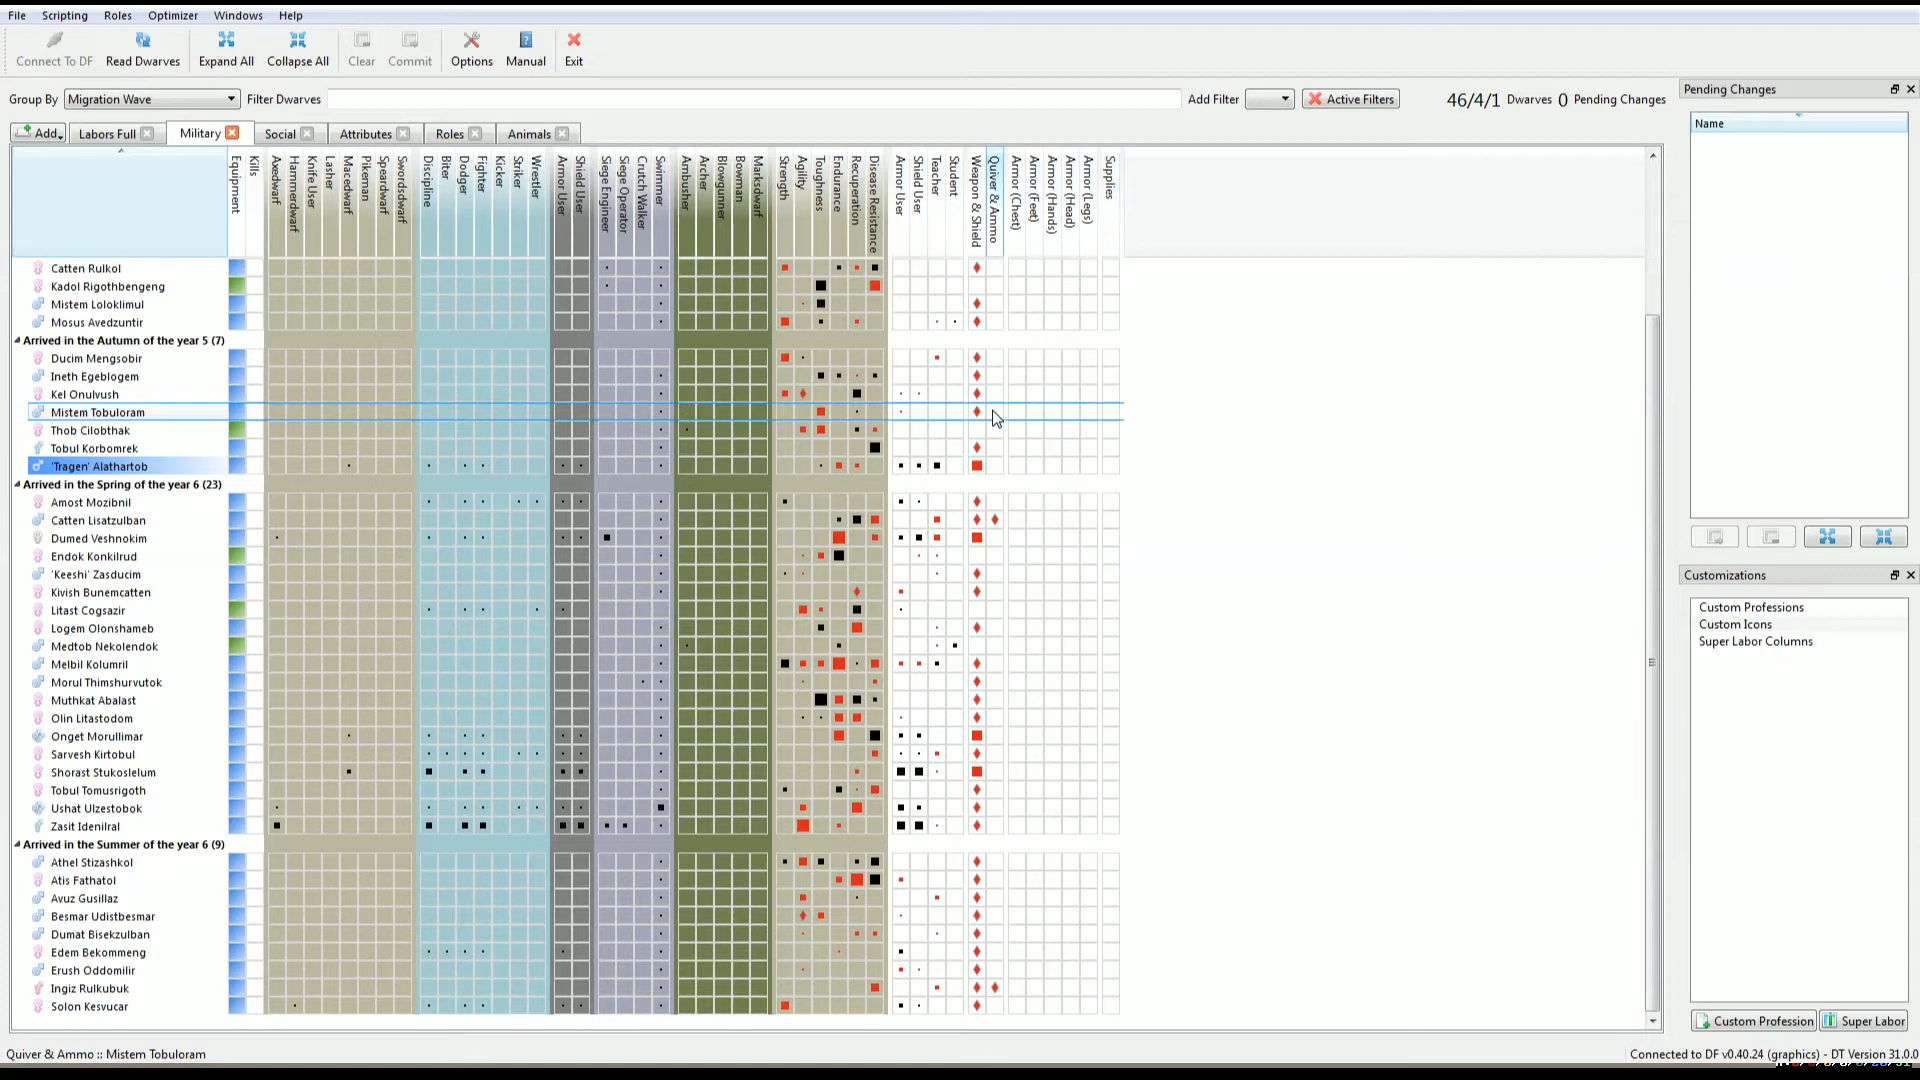 File Scripting Roles Optimizer Windows Help
Connect To DF Read Dwarves Expand All Collapse All Clear Commit Options Manual Exit
Group By Migration Wave Filter Dwarves Add Filter Active Filters 46/4/1 Dwarves 0 Pending Changes
Add Labors Full Military Social Attributes Roles Animals
Equipment
Kills
Axedwarf
Hammerdwarf
Knife User
Lasher
Macedwarf
Pikeman
Speardwarf
Swordsdwarf
Discipline
Biter
Dodger
Fighter
Kicker
Striker
Wrestler
Armor User
Shield User
Siege Engineer
Siege Operator
Crutch Walker
Swimmer
Ambusher
Archer
Blowgunner
Bowman
Marksdwarf
Strength
Agility
Toughness
Endurance
Recuperation
Disease Resistance
Armor User
Shield User
Teacher
Student
Weapon & Shield
Quiver & Ammo
Armor (Chest)
Armor (Feet)
Armor (Hands)
Armor (Head)
Armor (Legs)
Supplies
Catten Rulkol
Kadol Rigothbengeng
Mistem Loloklimul
Mosus Avedzuntir
Arrived in the Autumn of the year 5 (7)
Ducim Mengsobir
Ineth Egeblogem
Kel Onulvush
Mistem Tobuloram
Thob Cilobthak
Tobul Korbomrek
'Tragen' Alathartob
Arrived in the Spring of the year 6 (23)
Amost Mozibnil
Catten Lisatzulban
Dumed Veshnokim
Endok Konkilrud
'Keeshi' Zasducim
Kivish Bunemcatten
Litast Cogsazir
Logem Olonshameb
Medtob Nekolendok
Melbil Kolumril
Morul Thimshurvutok
Muthkat Abalast
Olin Litastodom
Onget Morullimar
Sarvesh Kirtobul
Shorast Stukoslelum
Tobul Tomusrigoth
Ushat Ulzestobok
Zasit Idenilral
Arrived in the Summer of the year 6 (9)
Athel Stizashkol
Atis Fathatol
Avuz Gusillaz
Besmar Udistbesmar
Dumat Bisekzulban
Edem Bekommeng
Erush Oddomilir
Ingiz Rulkubuk
Solon Kesvucar
Pending Changes
Name
Customizations
Custom Professions
Custom Icons
Super Labor Columns
Custom Profession Super Labor
Quiver & Ammo :: Mistem Tobuloram
Connected to DF v0.40.24 (graphics) - DT Version 31.0.0